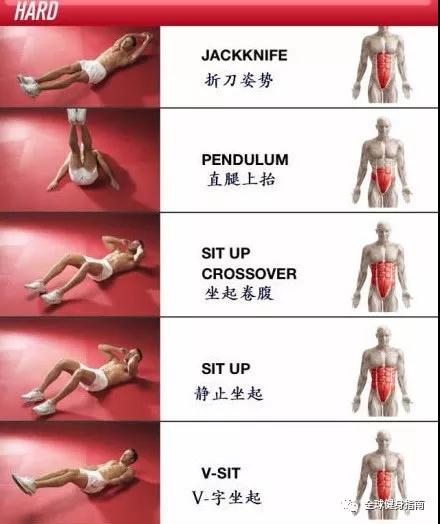 HARD
JACKKNIFE
折刀姿势
PENDULUM
直腿上抬
SIT UP
CROSSOVER
坐起卷腹
SIT UP
静止坐起
V-SIT
V-字坐起
全球健身指南